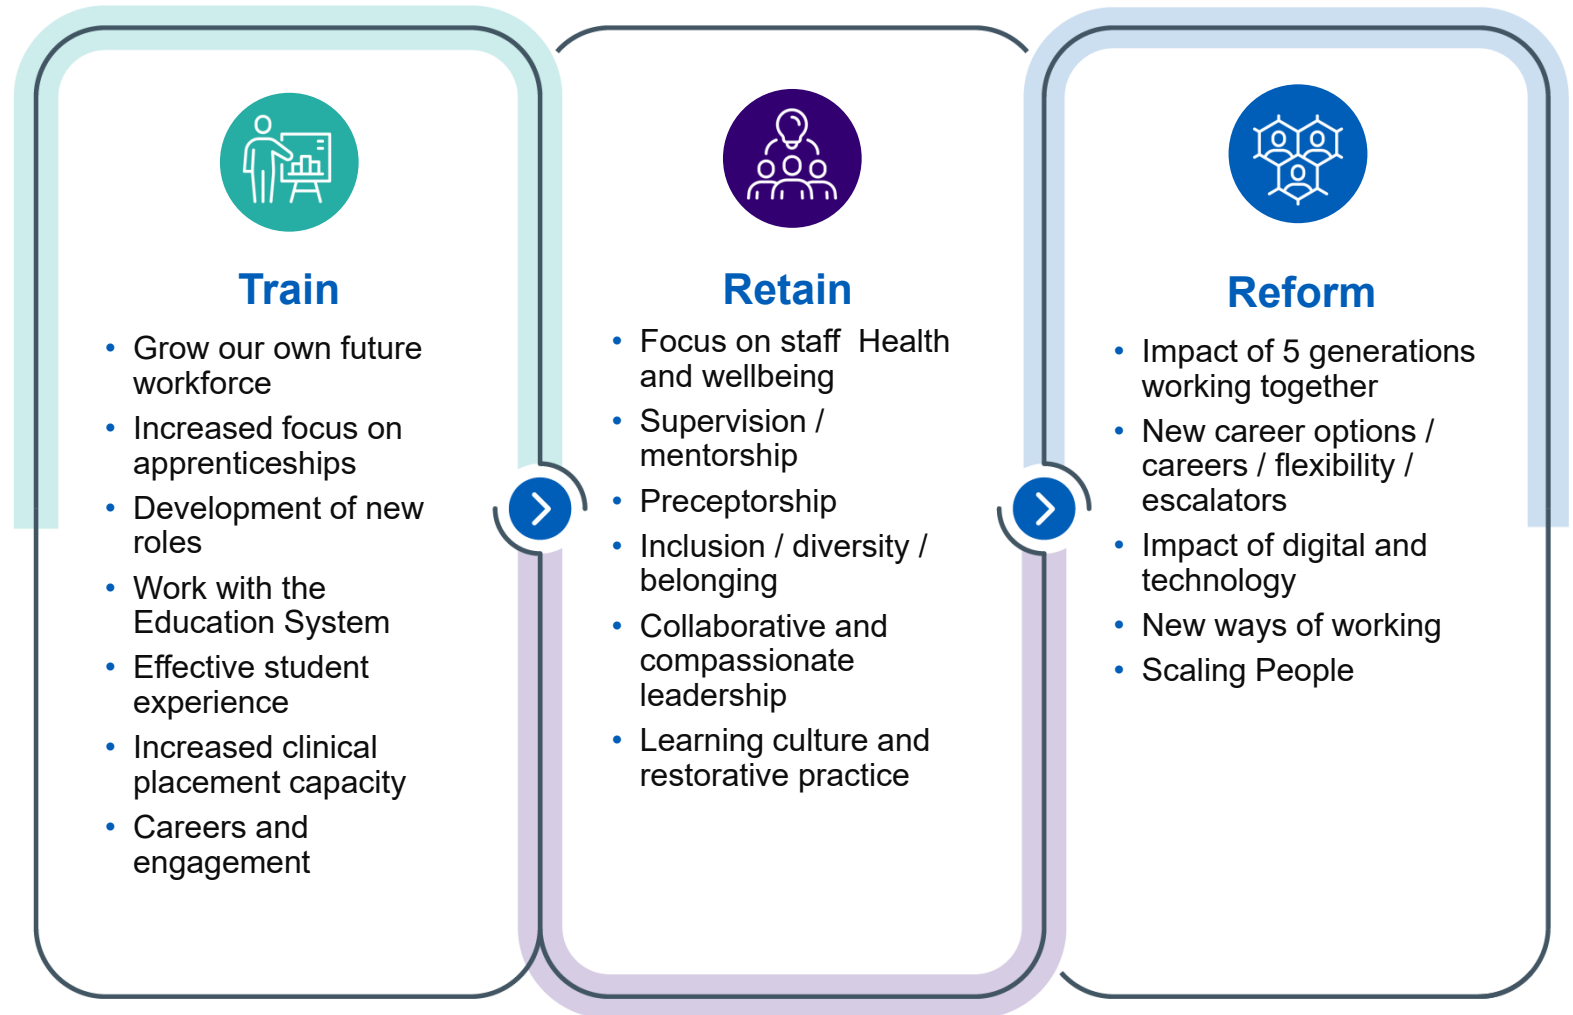 Train
• Grow our own future
workforce
• Increased focus on
apprenticeships
• Development of new
roles
• Work with the
Education System
• Effective student
experience
• Increased clinical
placement capacity
• Careers and
engagement
Retain
• Focus on staff  Health
and wellbeing
• Supervision /
mentorship
• Preceptorship
• Inclusion / diversity /
belonging
• Collaborative and
compassionate
leadership
• Learning culture and
restorative practice
Reform
• Impact of 5 generations
working together
• New career options /
careers / flexibility /
escalators
• Impact of digital and
technology
• New ways of working
• Scaling People